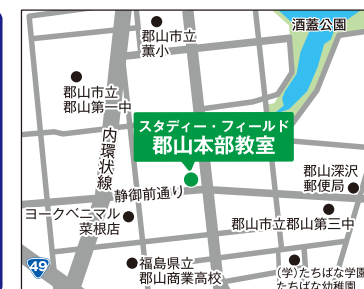 酒蓋公園
郡山市立
薫小
郡山市立
郡山第一中
スタディー・フィールド
郡山本部教室
内環状線
郡山深沢
郵便局
静御前通り
ヨークベニマル
菜根店
郡山市立郡山第三中
49
福島県立
郡山商業高校
(学)たちばな学園
たちばな幼稚園